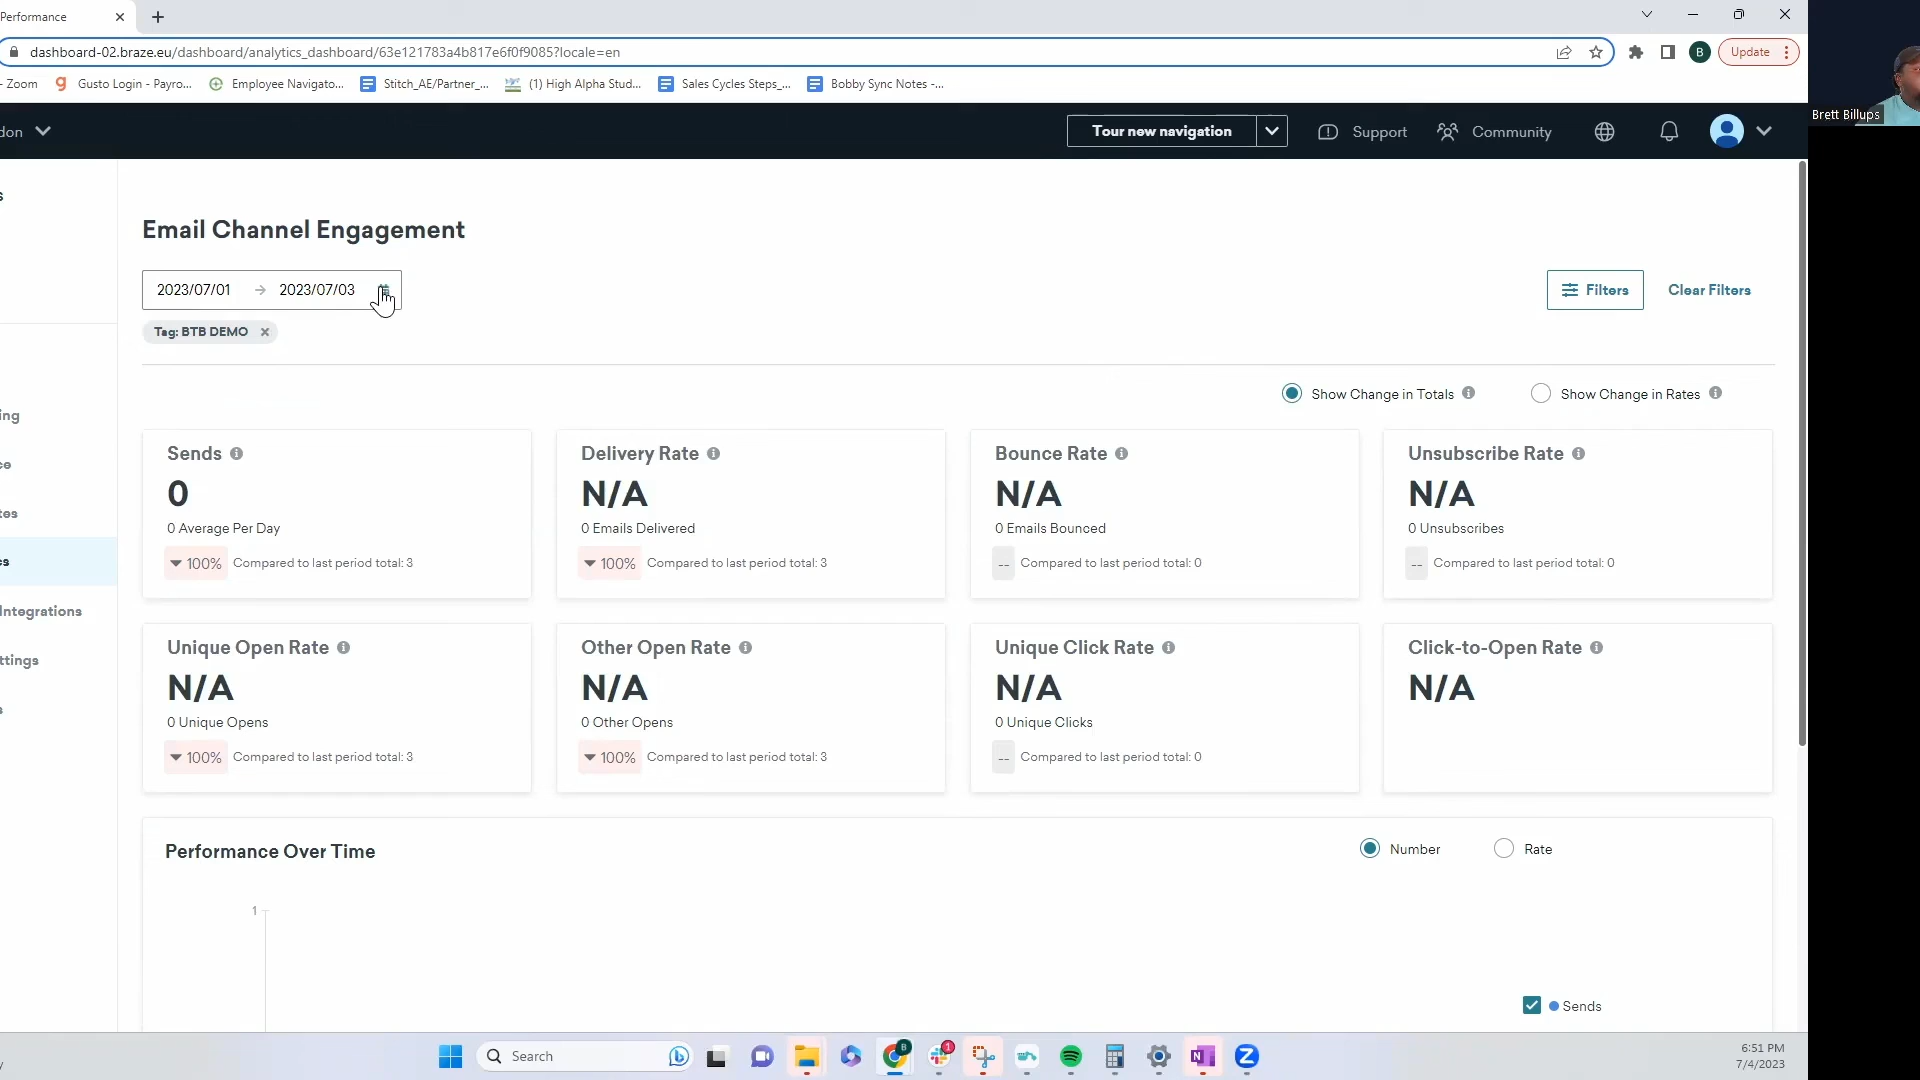 Performance
dashboard-02.braze.eu/dashboard/analytics_dashboard/63e121783a4b817e6f0f9085?locale=en
B
Update
- Zoom
Gusto Login - Payro...
Employee Navigato...
Stitch_AE/Partner_...
(1) High Alpha Stud...
Sales Cycles Steps_...
Bobby Sync Notes -...
Brett Billups
don
Tour new navigation
Support
Community
s
Email Channel Engagement
2023/07/01 → 2023/07/03
Filters
Clear Filters
Tag: BTB DEMO
Show Change in Totals
Show Change in Rates
ing
ce
tes
cs
Integrations
ttings
s
Sends
0
0 Average Per Day
100% Compared to last period total: 3
Delivery Rate
N/A
0 Emails Delivered
100% Compared to last period total: 3
Bounce Rate
N/A
0 Emails Bounced
-- Compared to last period total: 0
Unsubscribe Rate
N/A
0 Unsubscribes
-- Compared to last period total: 0
Unique Open Rate
N/A
0 Unique Opens
100% Compared to last period total: 3
Other Open Rate
N/A
0 Other Opens
100% Compared to last period total: 3
Unique Click Rate
N/A
0 Unique Clicks
-- Compared to last period total: 0
Click-to-Open Rate
N/A
Performance Over Time
Number
Rate
1
Sends
Search
6:51 PM
7/4/2023